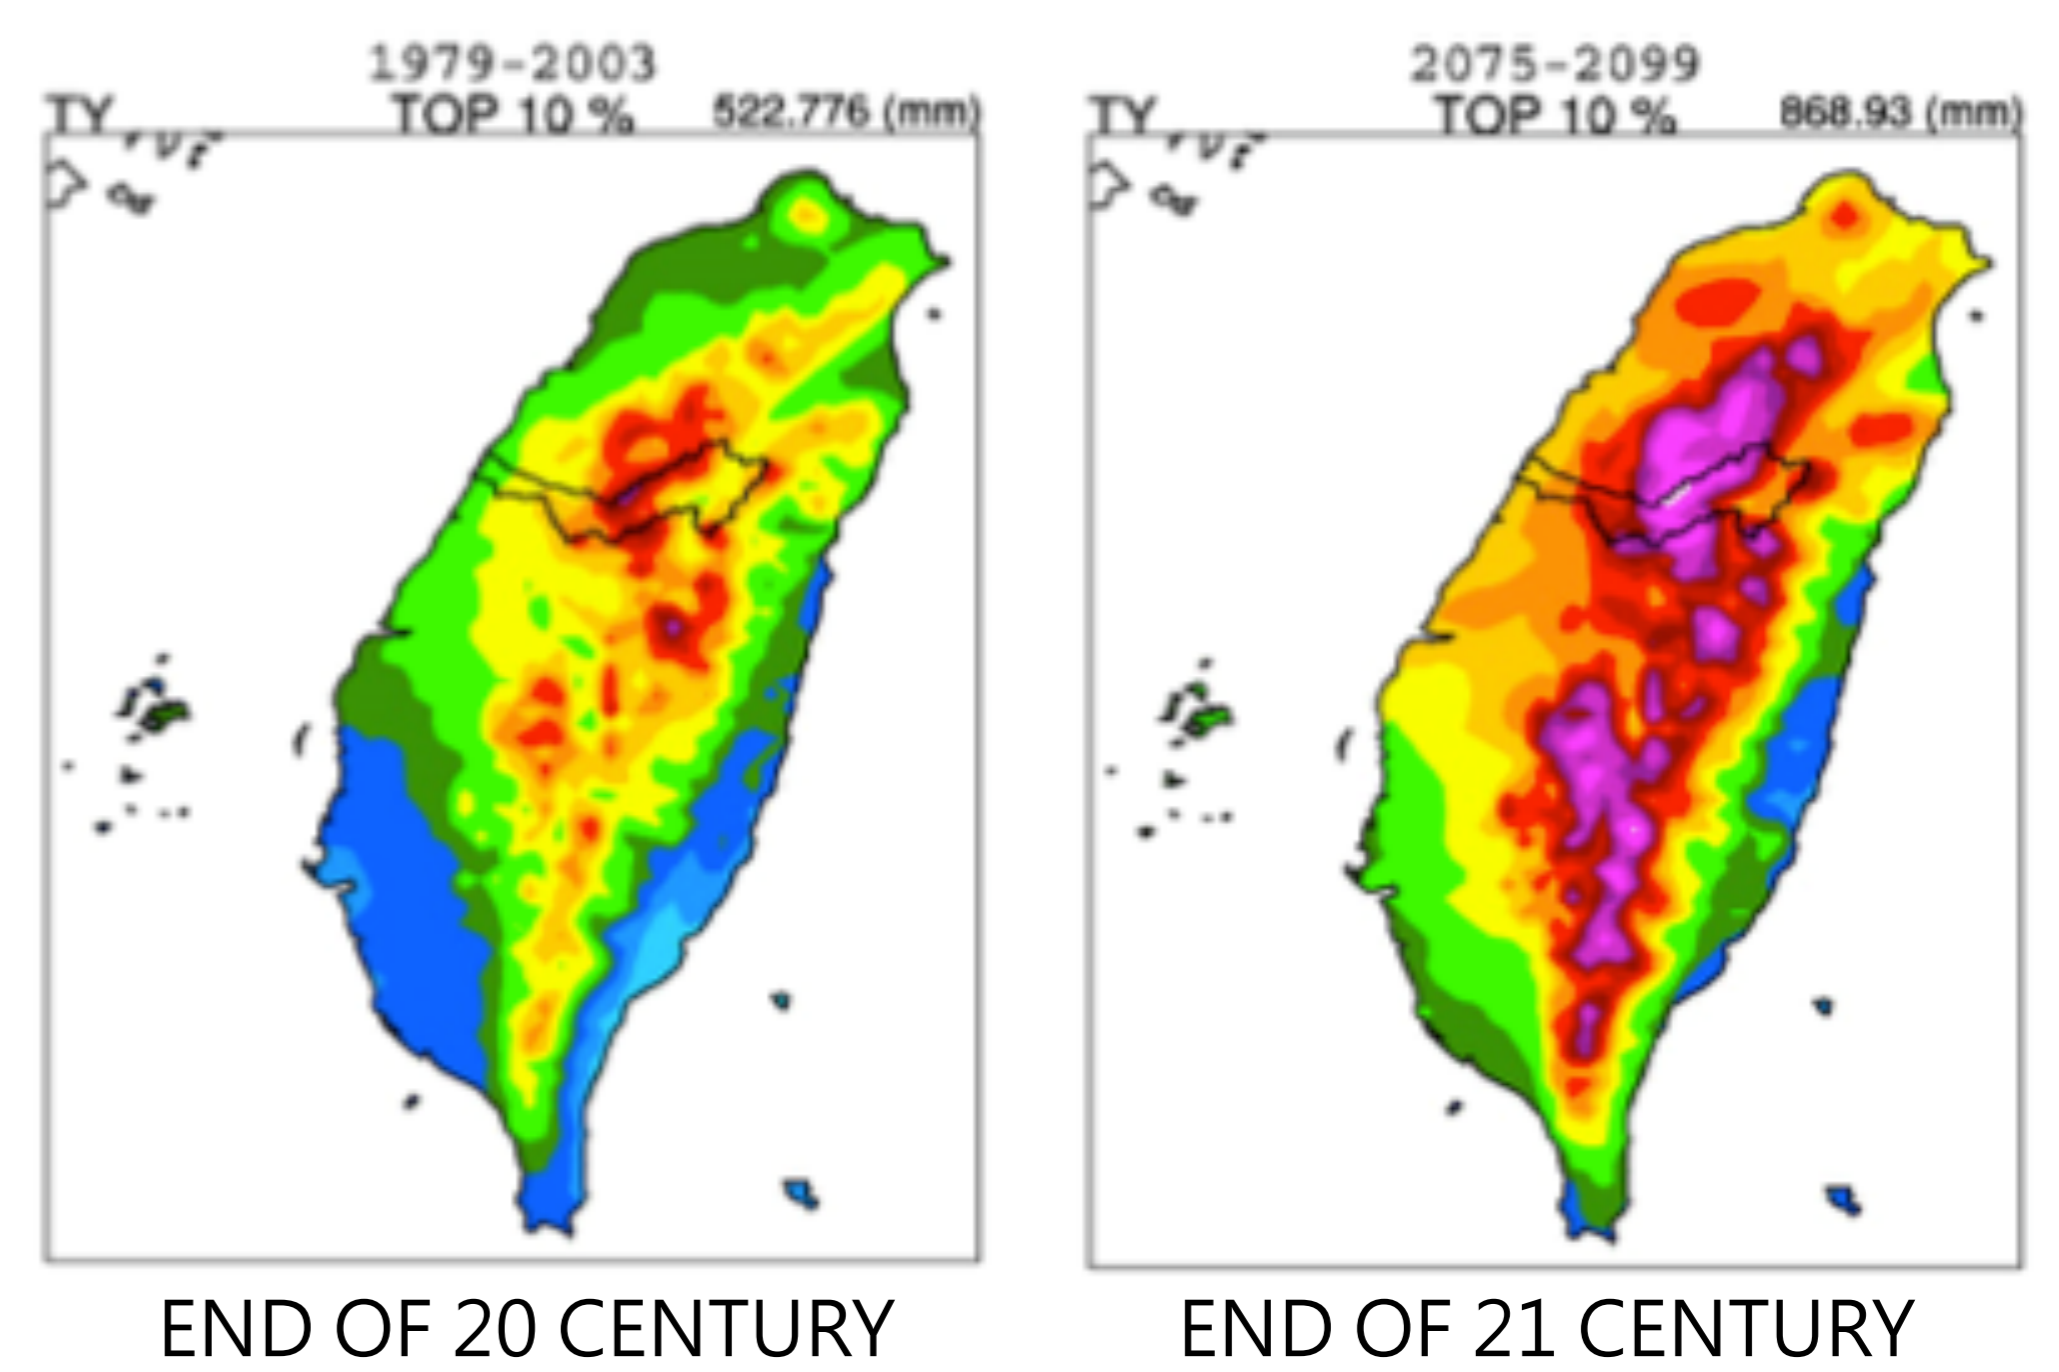 1979-2003
TY TOP 10 % 522.776 (mm)
END OF 20 CENTURY
2075-2099
TY TOP 10 % 868.93 (mm)
END OF 21 CENTURY